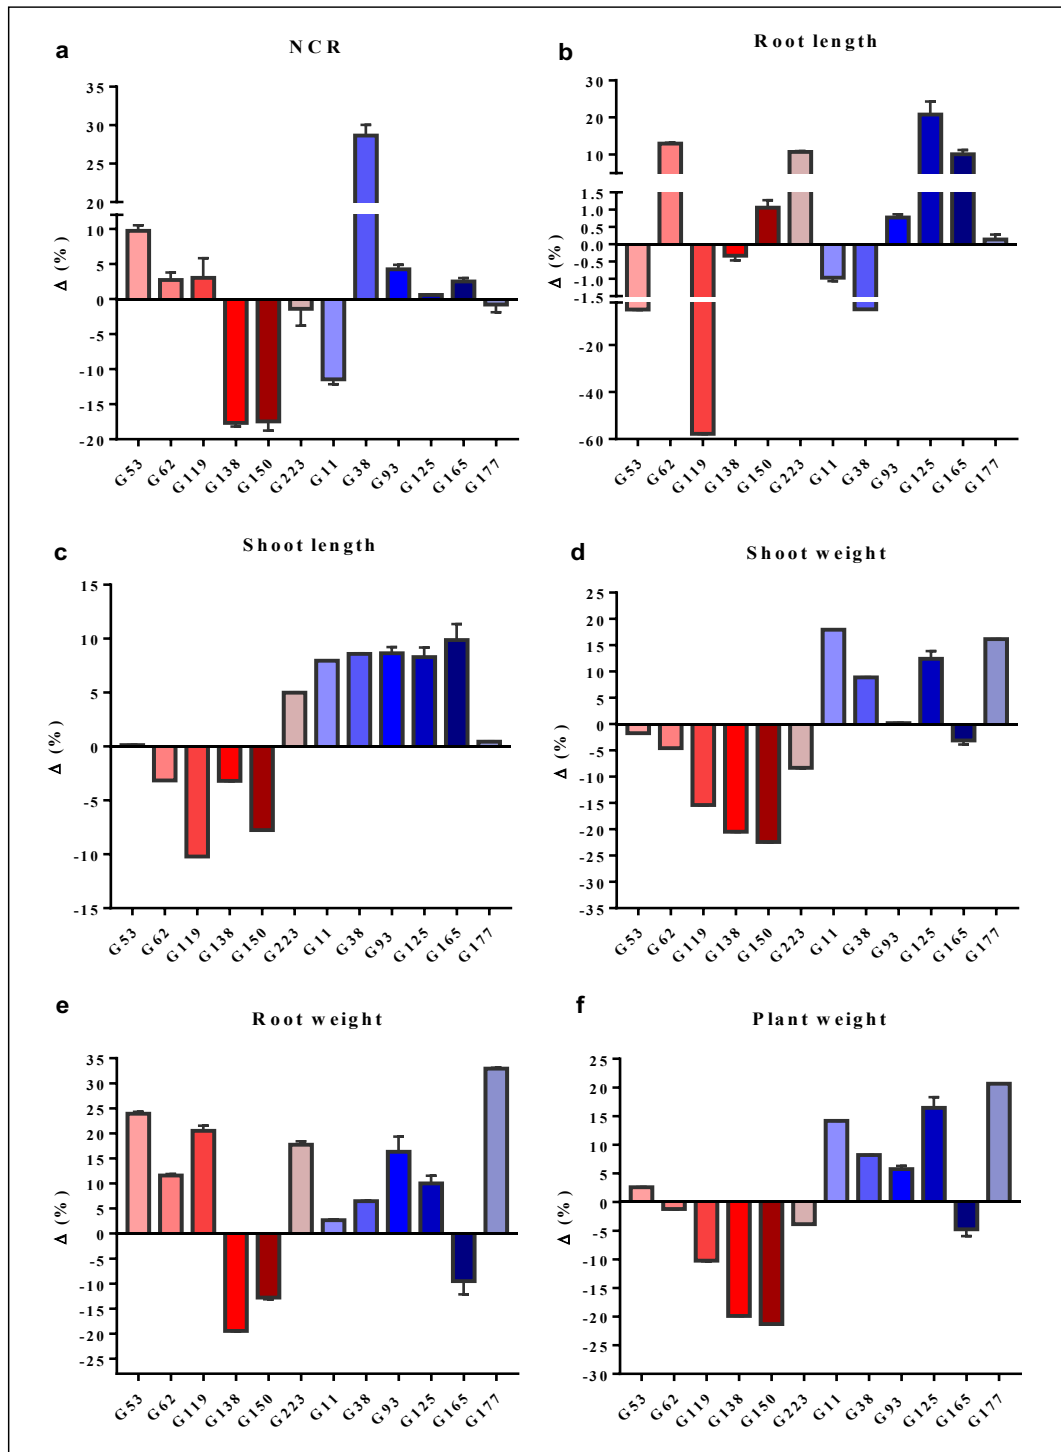 a
NCR
Δ (%)
35
30
25
20
10
5
0
-5
-10
-15
-20
G53 G62 G119 G138 G150 G223 G11 G38 G93 G125 G165 G177
b
Root length
Δ (%)
30
20
10
1.5
1.0
0.5
0.0
-0.5
-1.0
-1.5
-20
-40
-60
G53 G62 G119 G138 G150 G223 G11 G38 G93 G125 G165 G177
c
Shoot length
Δ (%)
15
10
5
0
-5
-10
-15
G53 G62 G119 G138 G150 G223 G11 G38 G93 G125 G165 G177
d
Shoot weight
Δ (%)
25
20
15
10
5
0
-5
-10
-15
-20
-25
-30
-35
G53 G62 G119 G138 G150 G223 G11 G38 G93 G125 G165 G177
e
Root weight
Δ (%)
35
30
25
20
15
10
5
0
-5
-10
-15
-20
-25
G53 G62 G119 G138 G150 G223 G11 G38 G93 G125 G165 G177
f
Plant weight
Δ (%)
25
20
15
10
5
0
-5
-10
-15
-20
-25
-30
G53 G62 G119 G138 G150 G223 G11 G38 G93 G125 G165 G177